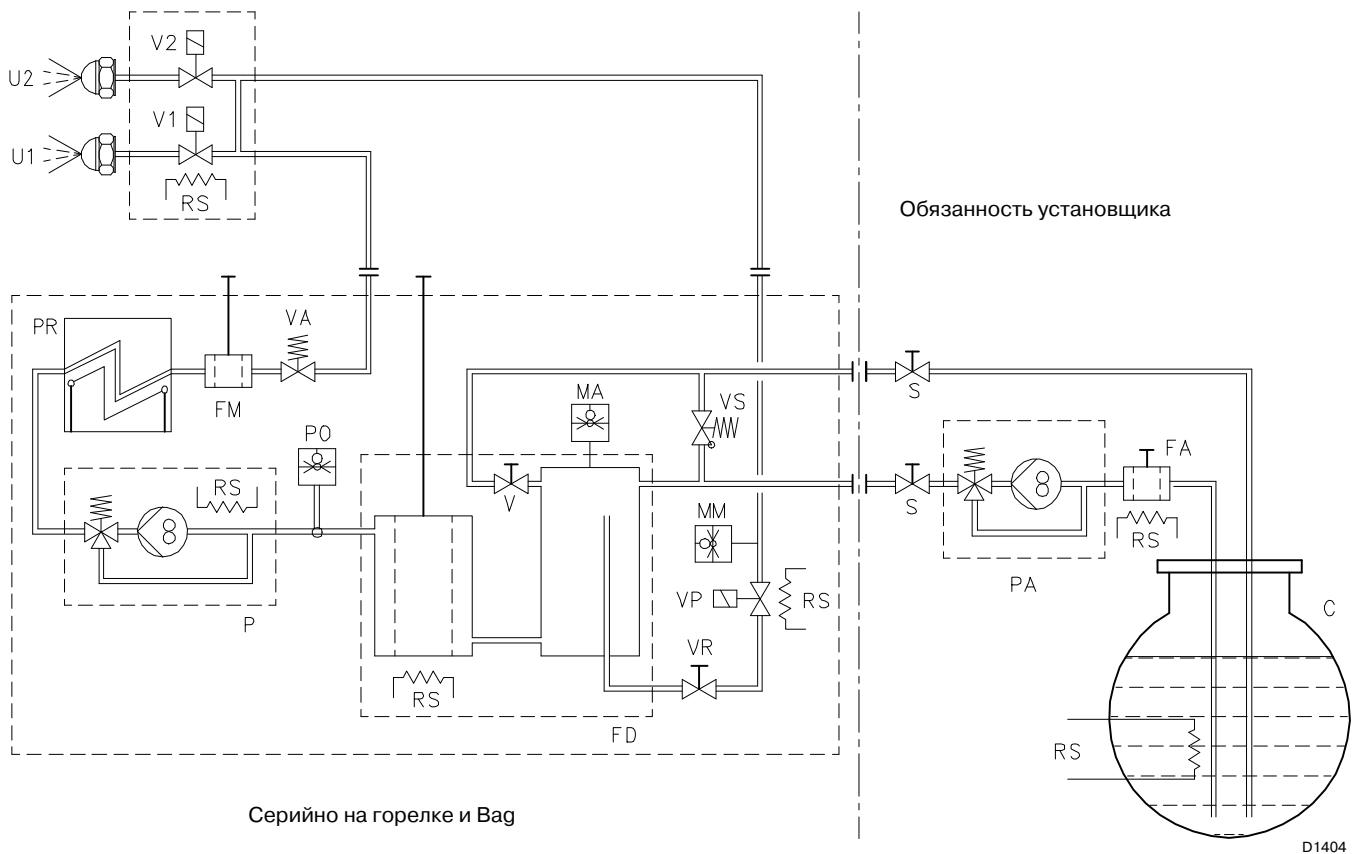 V2
U2
V1
U1
RS
Обязанность установщика
PR
VA
FM
MA
VS
S
PO
FA
RS
V
S
MM
RS
PA
VP
RS
C
P
VR
RS
FD
RS
Серийно на горелке и Bag
D1404